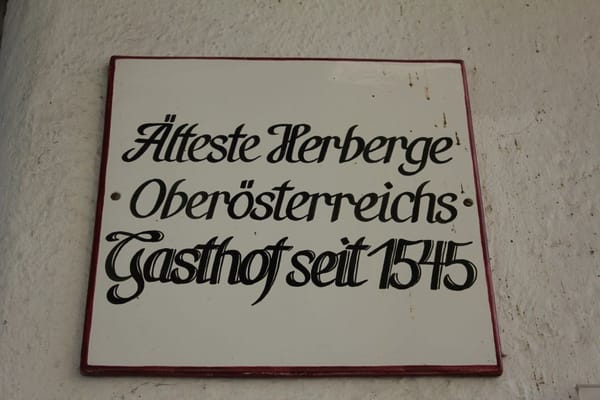 Älteste Herberge
Oberösterreichs
Gasthof seit 1545